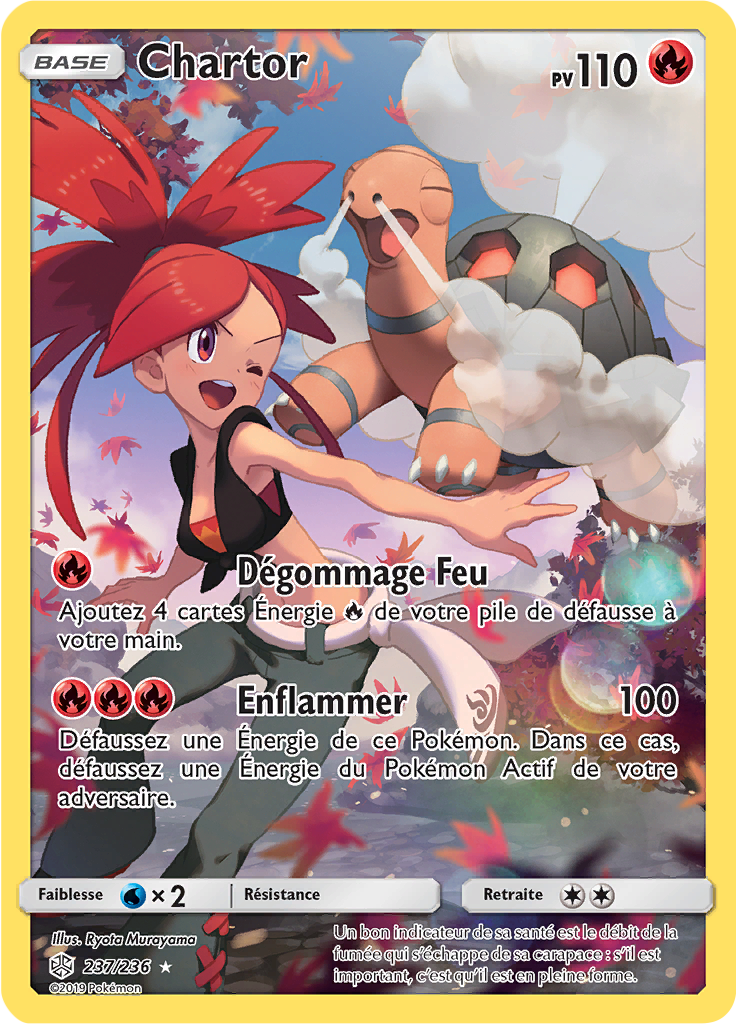 BASE
Chartor
PV110
Dégommage Feu
Ajoutez 4 cartes Énergie de votre pile de défausse à
votre main.
Enflammer 100
Défaussez une Énergie de ce Pokémon. Dans ce cas,
défaussez une Énergie du Pokémon Actif de votre
adversaire.
Faiblesse ×2 Résistance Retraite
Illus. Ryota Murayama
237/236
©2019 Pokémon
Un bon indicateur de sa santé est le débit de la
fumée qui s'échappe de sa carapace : s'il est
important, c'est qu'il est en pleine forme.